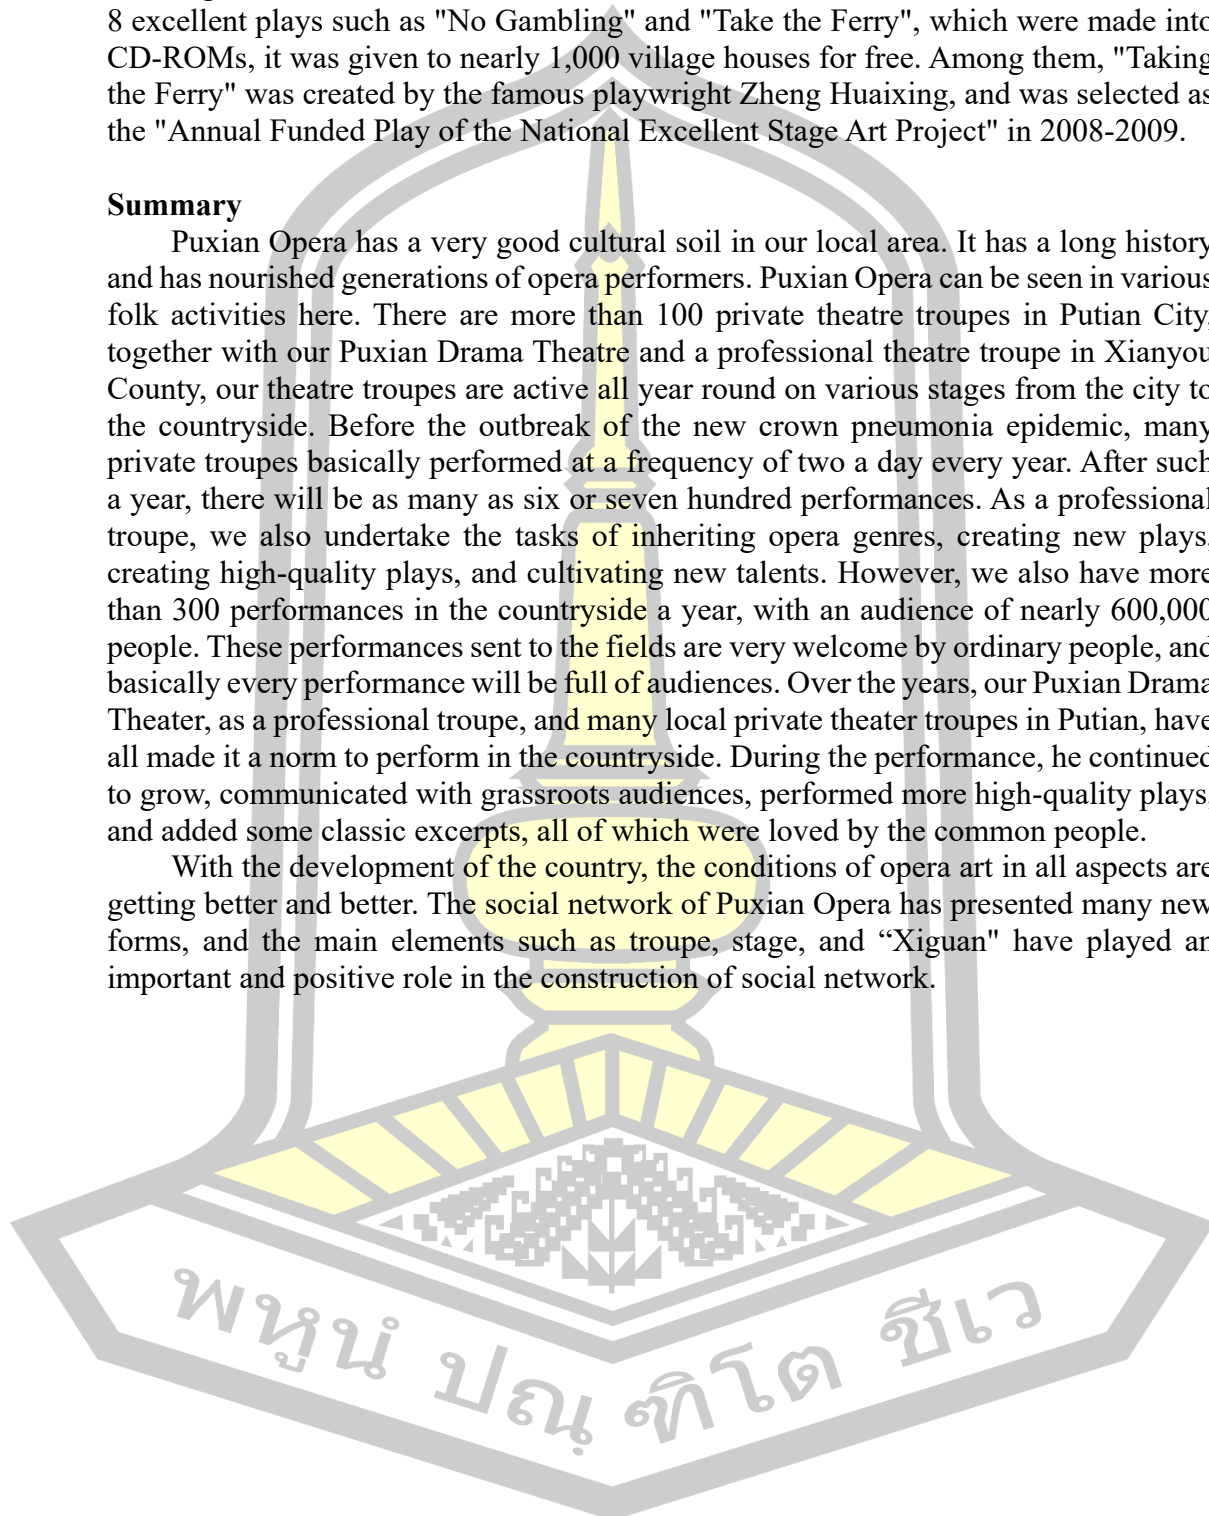 8 excellent plays such as "No Gambling" and "Take the Ferry", which were made into
CD-ROMs, it was given to nearly 1,000 village houses for free. Among them, "Taking
the Ferry" was created by the famous playwright Zheng Huaixing, and was selected as
the "Annual Funded Play of the National Excellent Stage Art Project" in 2008-2009.
Summary
Puxian Opera has a very good cultural soil in our local area. It has a long history
and has nourished generations of opera performers. Puxian Opera can be seen in various
folk activities here. There are more than 100 private theatre troupes in Putian City,
together with our Puxian Drama Theatre and a professional theatre troupe in Xianyou
County, our theatre troupes are active all year round on various stages from the city to
the countryside. Before the outbreak of the new crown pneumonia epidemic, many
private troupes basically performed at a frequency of two a day every year. After such
a year, there will be as many as six or seven hundred performances. As a professional
troupe, we also undertake the tasks of inheriting opera genres, creating new plays,
creating high-quality plays, and cultivating new talents. However, we also have more
than 300 performances in the countryside a year, with an audience of nearly 600,000
people. These performances sent to the fields are very welcome by ordinary people, and
basically every performance will be full of audiences. Over the years, our Puxian Drama
Theater, as a professional troupe, and many local private theater troupes in Putian, have
all made it a norm to perform in the countryside. During the performance, he continued
to grow, communicated with grassroots audiences, performed more high-quality plays,
and added some classic excerpts, all of which were loved by the common people.
With the development of the country, the conditions of opera art in all aspects are
getting better and better. The social network of Puxian Opera has presented many new
forms, and the main elements such as troupe, stage, and “Xiguan" have played an
important and positive role in the construction of social network.
พหูนํ ปณฺฑิโต ชีเว